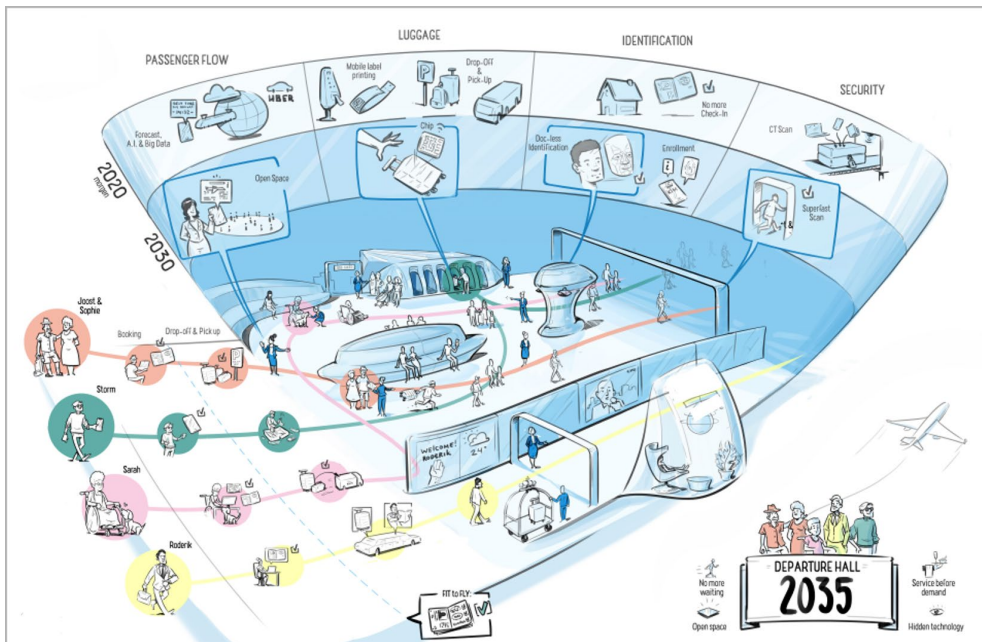 PASSENGER FLOW
LUGGAGE
IDENTIFICATION
SECURITY
UBER
Forecast,
A.I. & Big Data
Mobile label
printing
Drop-Off
&
Pick-Up
No more
Check-In
CT Scan
2020
morgen
Open Space
Chip
Doc-less
Identification
Enrollment
Superfast
Scan
2030
Joost &
Sophie
Booking
Drop-off & Pick up
Storm
Sarah
Roderik
WELCOME!
RODERIK
24°
FIT to FLY:
DEPARTURE HALL
2035
No more
waiting
Open space
Service before
demand
Hidden technology